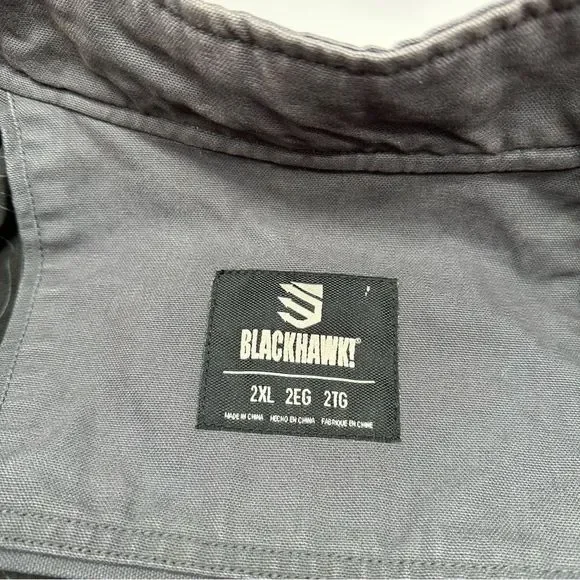 BLACKHAWK!®
2XL 2EG 2TG
MADE IN CHINA HECHO EN CHINA FABRIQUE EN CHINE